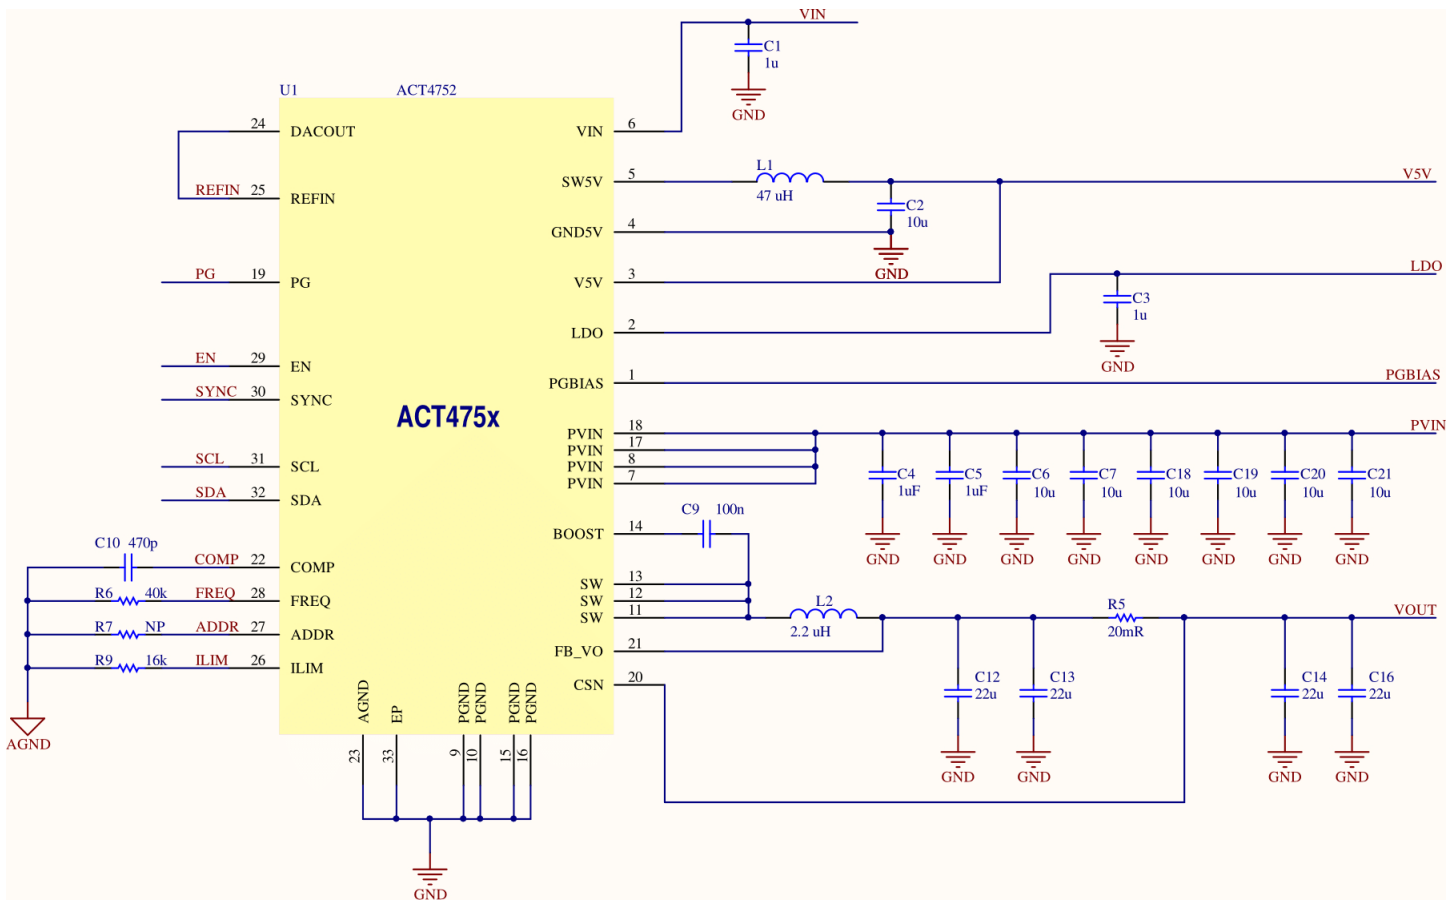 VIN
C1
1u
GND
U1 ACT4752
24 DACOUT VIN 6
REFIN 25 REFIN
SW5V 5 L1 V5V
47 uH
C2
10u
GND5V 4
GND
PG 19 PG V5V 3
LDO
C3
1u
LDO 2
GND
EN 29 EN
SYNC 30 SYNC
PGBIAS 1 PGBIAS
ACT475x
PVIN 18 PVIN
PVIN 17
PVIN 8
PVIN 7
SCL 31 SCL
SDA 32 SDA
C4 C5 C6 C7 C18 C19 C20 C21
1uF 1uF 10u 10u 10u 10u 10u 10u
GND GND GND GND GND GND GND GND
BOOST 14 C9 100n
C10 470p COMP 22 COMP
R6 40k FREQ 28 FREQ
R7 NP ADDR 27 ADDR
R9 16k ILIM 26 ILIM
AGND
SW 13
SW 12
SW 11 L2 R5 VOUT
2.2 uH 20mR
FB_VO 21
CSN 20
C12 C13 C14 C16
22u 22u 22u 22u
GND GND GND GND
AGND EP PGND PGND PGND PGND
23 33 9 10 15 16
GND